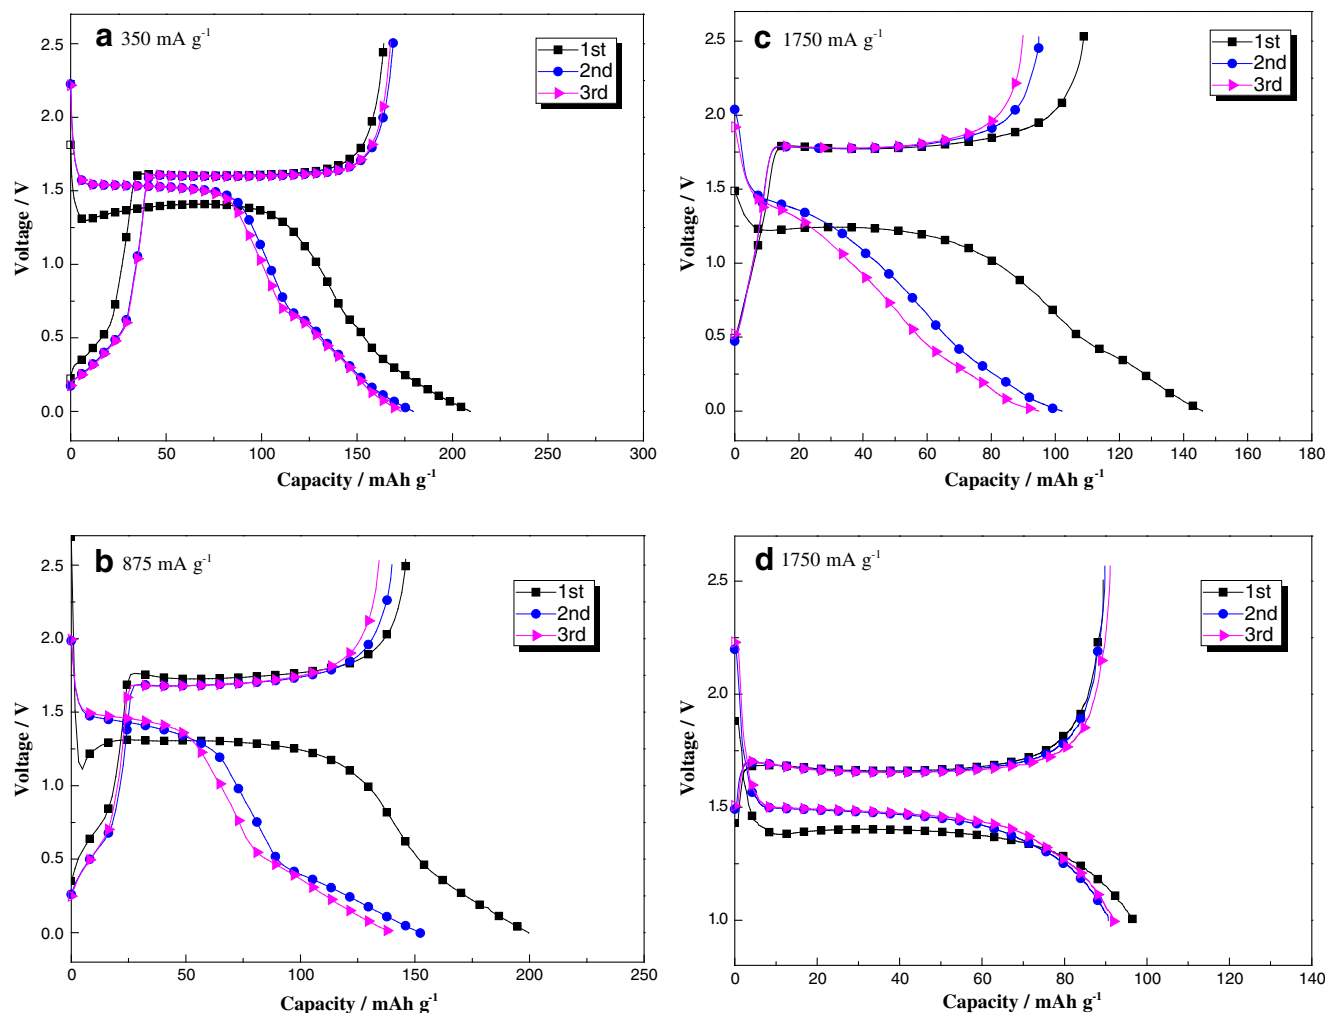 a 350 mA g-1
1st
2nd
3rd
2.5
2.0
1.5
1.0
0.5
0.0
Voltage / V
0 50 100 150 200 250 300
Capacity / mAh g-1
c 1750 mA g-1
1st
2nd
3rd
2.5
2.0
1.5
1.0
0.5
0.0
Voltage / V
0 20 40 60 80 100 120 140 160 180
Capacity / mAh g-1
b 875 mA g-1
1st
2nd
3rd
2.5
2.0
1.5
1.0
0.5
0.0
Voltage / V
0 50 100 150 200 250
Capacity / mAh g-1
d 1750 mA g-1
1st
2nd
3rd
2.5
2.0
1.5
1.0
Voltage / V
0 20 40 60 80 100 120 140
Capacity / mAh g-1